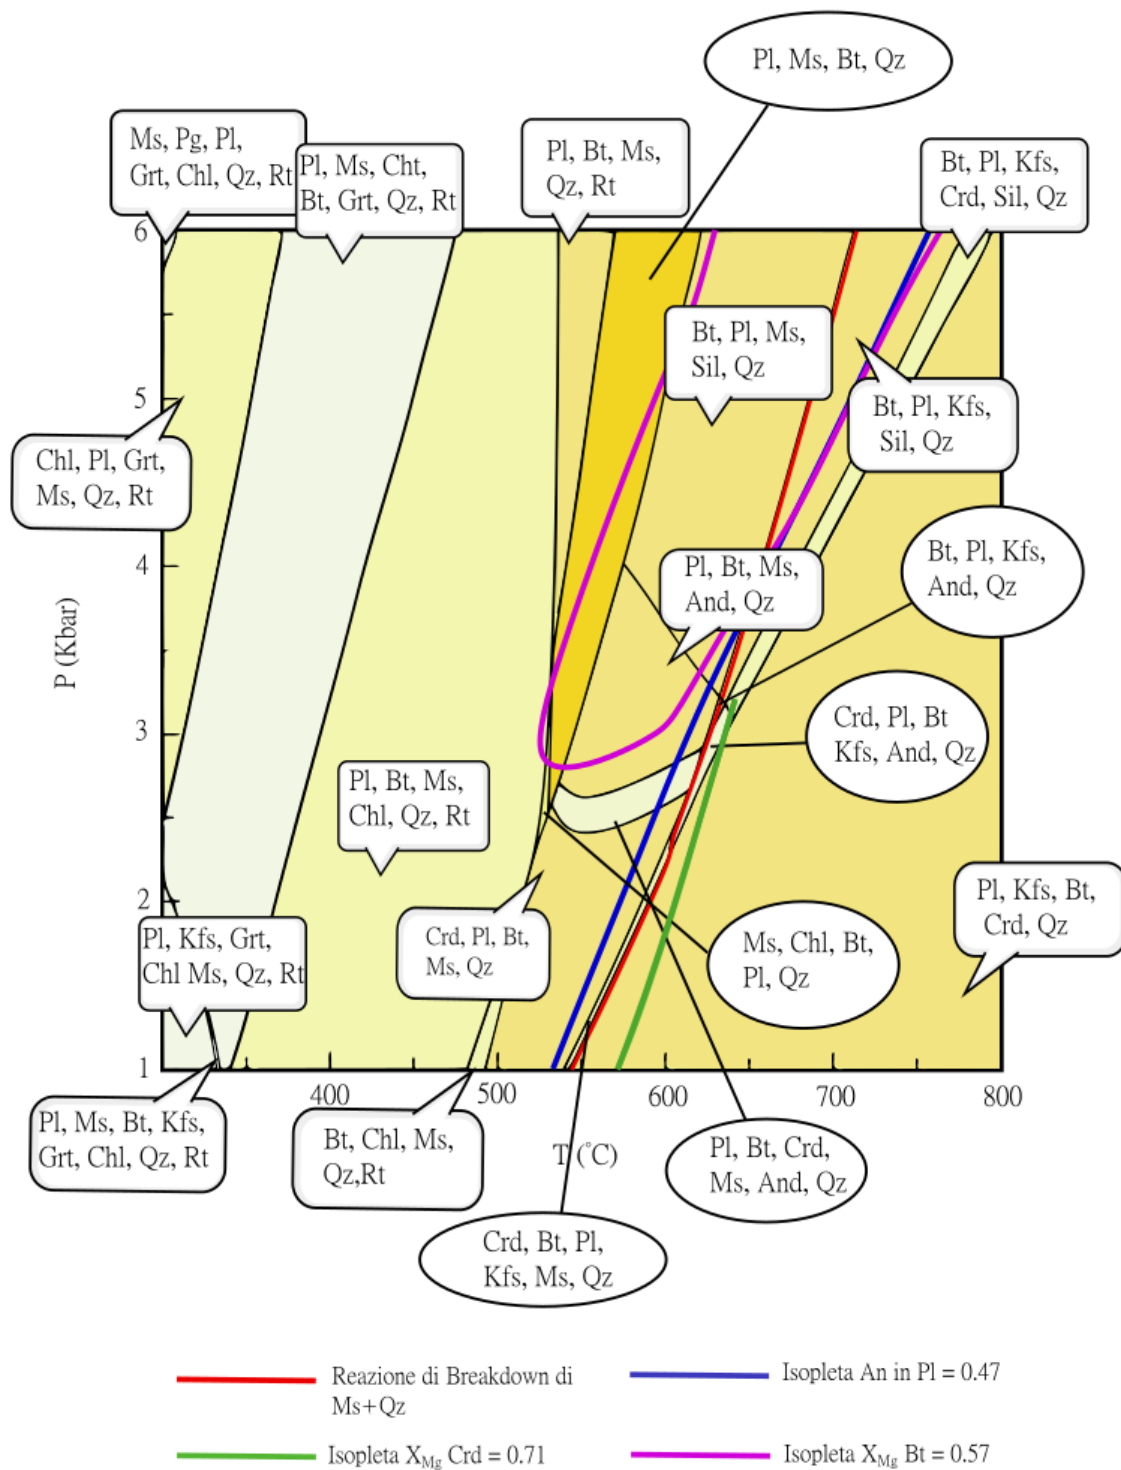 Pl, Ms, Bt, Qz
Ms, Pg, Pl,
Grt, Chl, Qz, Rt
Pl, Ms, Cht,
Bt, Grt, Qz, Rt
Pl, Bt, Ms,
Qz, Rt
Bt, Pl, Kfs,
Crd, Sil, Qz
6
Bt, Pl, Ms,
Sil, Qz
5
Bt, Pl, Kfs,
Sil, Qz
Chl, Pl, Grt,
Ms, Qz, Rt
4
Bt, Pl, Kfs,
And, Qz
Pl, Bt, Ms,
And, Qz
P (Kbar)
3
Crd, Pl, Bt
Kfs, And, Qz
Pl, Bt, Ms,
Chl, Qz, Rt
2
Pl, Kfs, Bt,
Crd, Qz
Pl, Kfs, Grt,
Chl Ms, Qz, Rt
Crd, Pl, Bt,
Ms, Qz
Ms, Chl, Bt,
Pl, Qz
1
400 500 600 700 800
Pl, Ms, Bt, Kfs,
Grt, Chl, Qz, Rt
Bt, Chl, Ms,
Qz,Rt
T (°C)
Pl, Bt, Crd,
Ms, And, Qz
Crd, Bt, Pl,
Kfs, Ms, Qz
Reazione di Breakdown di
Ms+Qz
Isopleta An in Pl = 0.47
Isopleta XMg Crd = 0.71
Isopleta XMg Bt = 0.57